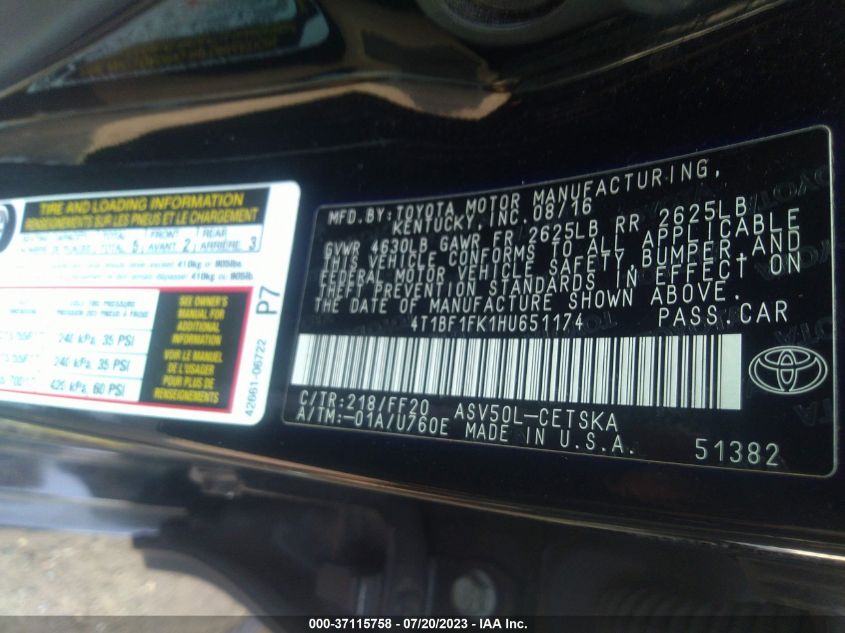 TIRE AND LOADING INFORMATION
RENSEIGNEMENTS SUR LES PNEUS ET LE CHARGEMENT
TOTAL 5 AVANT 2 ARRIÈRE 3
410kg or 905lbs.
410kg ou 905lb.
240 kPa, 35 PSI
240 kPa, 35 PSI
420 kPa, 60 PSI
SEE OWNER'S
MANUAL FOR
ADDITIONAL
INFORMATION
VOIR LE MANUEL
DE L'USAGER
POUR PLUS DE
RENSEIGNEMENTS
P7
42661-06722
MFD.BY:TOYOTA MOTOR MANUFACTURING,
KENTUCKY, INC. 08/16
GVWR 4630LB GAWR FR 2625LB RR 2625LB
THIS VEHICLE CONFORMS TO ALL APPLICABLE
FEDERAL MOTOR VEHICLE SAFETY, BUMPER, AND
THEFT PREVENTION STANDARDS IN EFFECT ON
THE DATE OF MANUFACTURE SHOWN ABOVE.
4T1BF1FK1HU651174 PASS.CAR
C/TR:218/FF20 ASV50L-CETSKA
A/TM:-01A/U760E MADE IN U.S.A.
51382
000-37115758 - 07/20/2023 - IAA Inc.